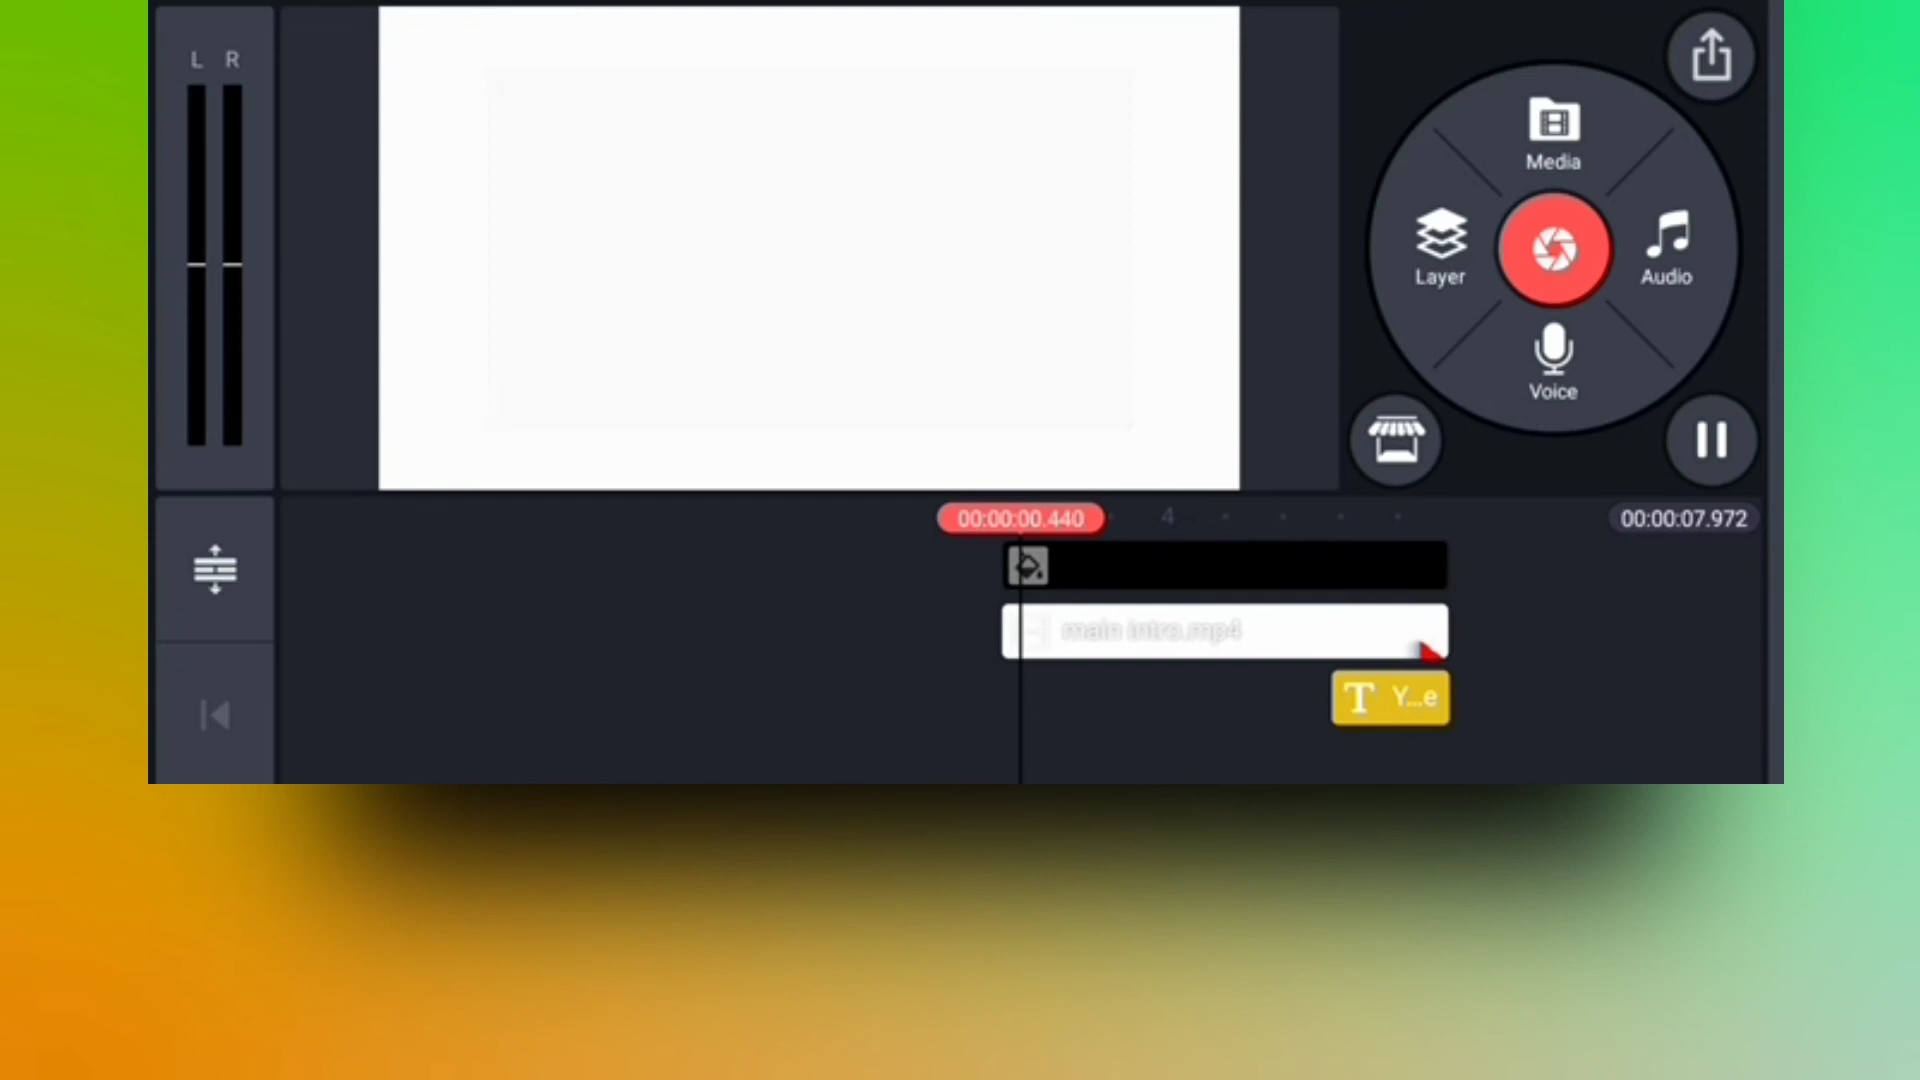 L R
Media
Layer
Audio
Voice
00:00:00.440
4
00:00:07.972
main intro.mp4
T Y...e